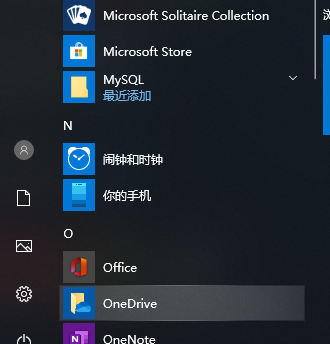 Microsoft Solitaire Collection
Microsoft Store
MySQL
最近添加
N
闹钟和时钟
你的手机
O
Office
OneDrive
OneNote